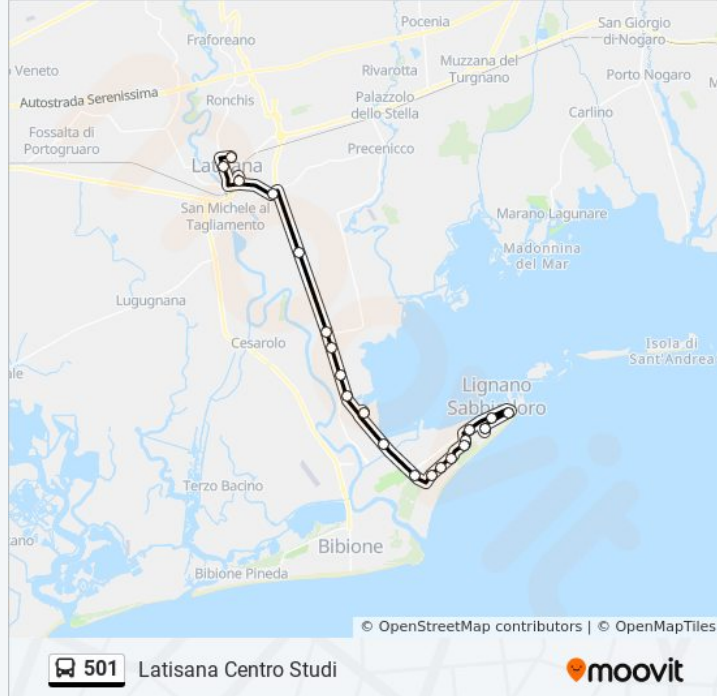 Pocenia
San Giorgio
di Nogaro
Fraforeano
Muzzana del
Turgnano
Veneto
Rivarotta
Porto Nogaro
Autostrada Serenissima
Ronchis
Palazzolo
dello Stella
Carlino
Fossalta di
Portogruaro
Precenicco
Latisana
San Michele al
Tagliamento
Marano Lagunare
Madonnina
del Mar
Lugugnana
Cesarolo
Isola di
Sant'Andrea
Lignano
Sabbiadoro
Terzo Bacino
Bibione
Bibione Pineda
© OpenStreetMap contributors | © OpenMapTiles
501 Latisana Centro Studi
moovit